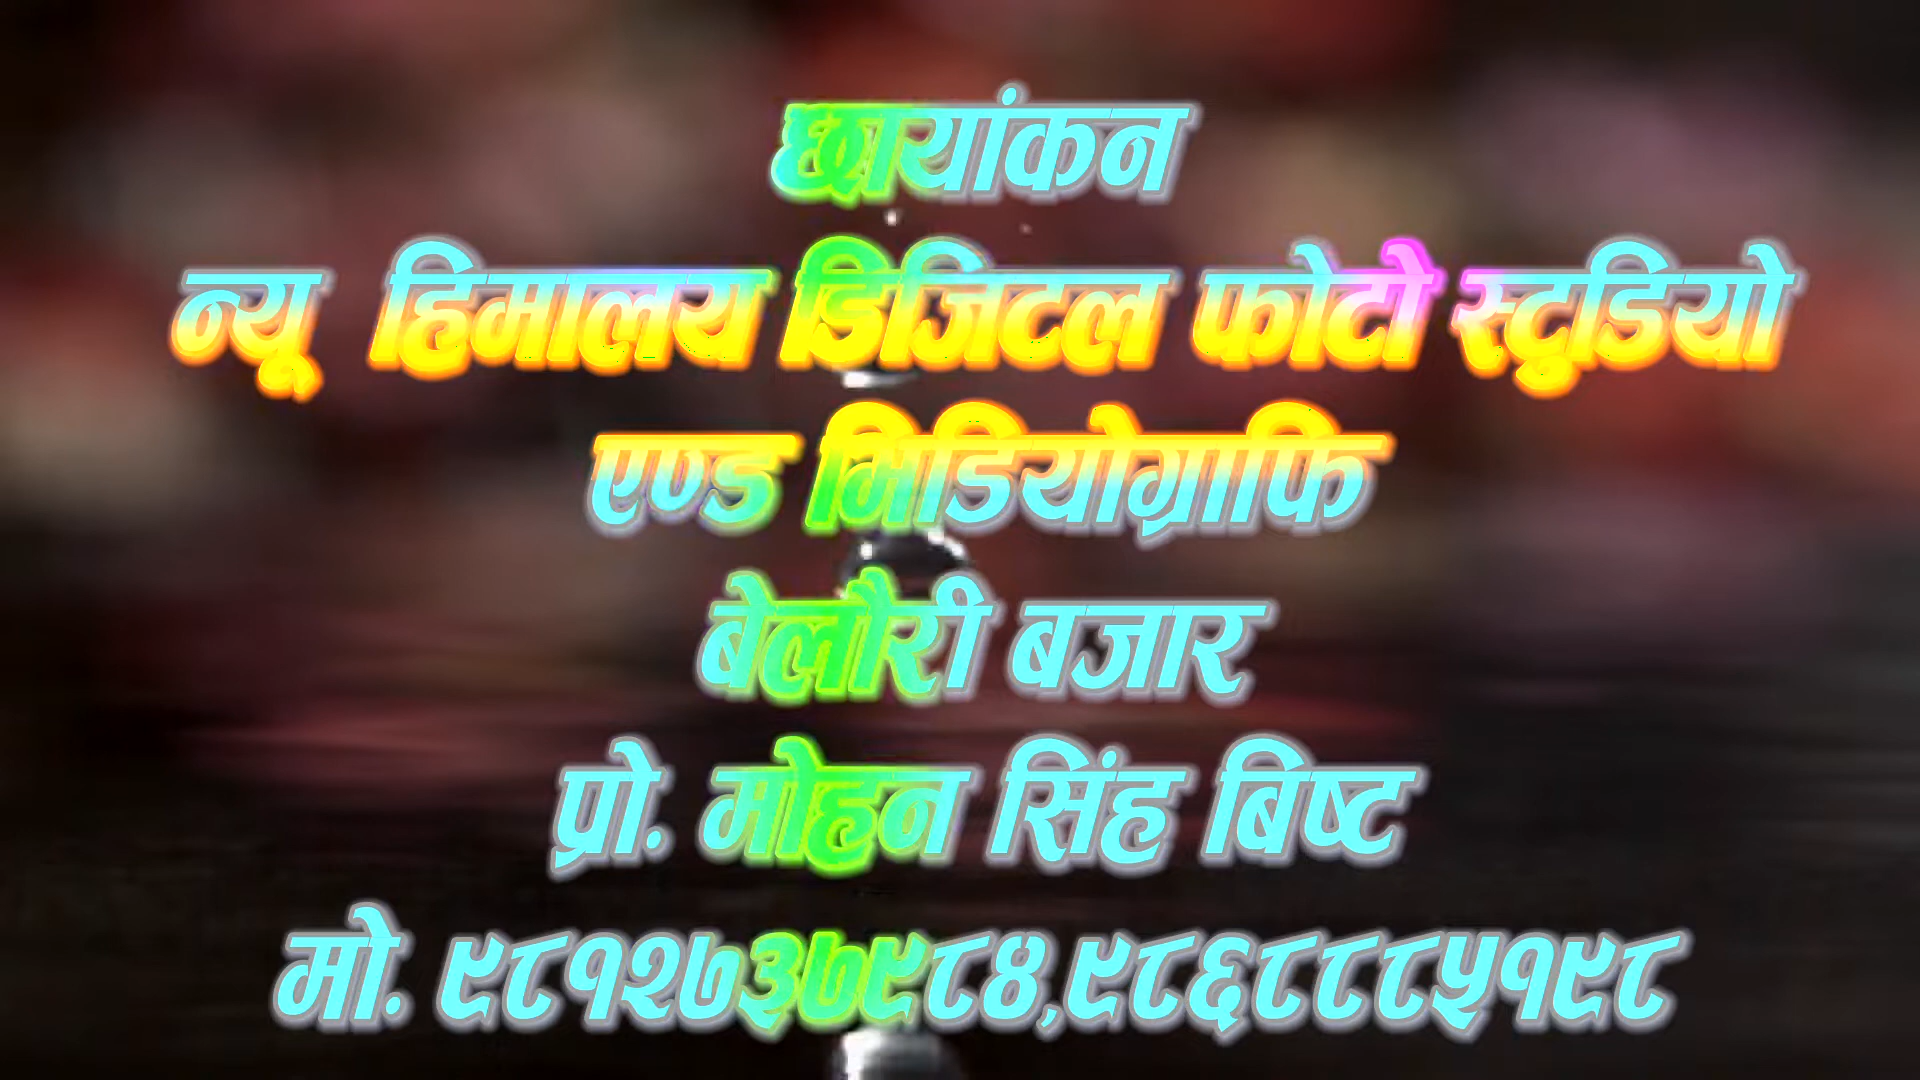 छायांकन
न्यू हिमालय डिजिटल फोटो स्टुडियो
एण्ड भिडियोग्राफि
बेलौरी बजार
प्रो. मोहन सिंह बिष्ट
मो. ९८१२७३७९८४,९८६८८८५१९८